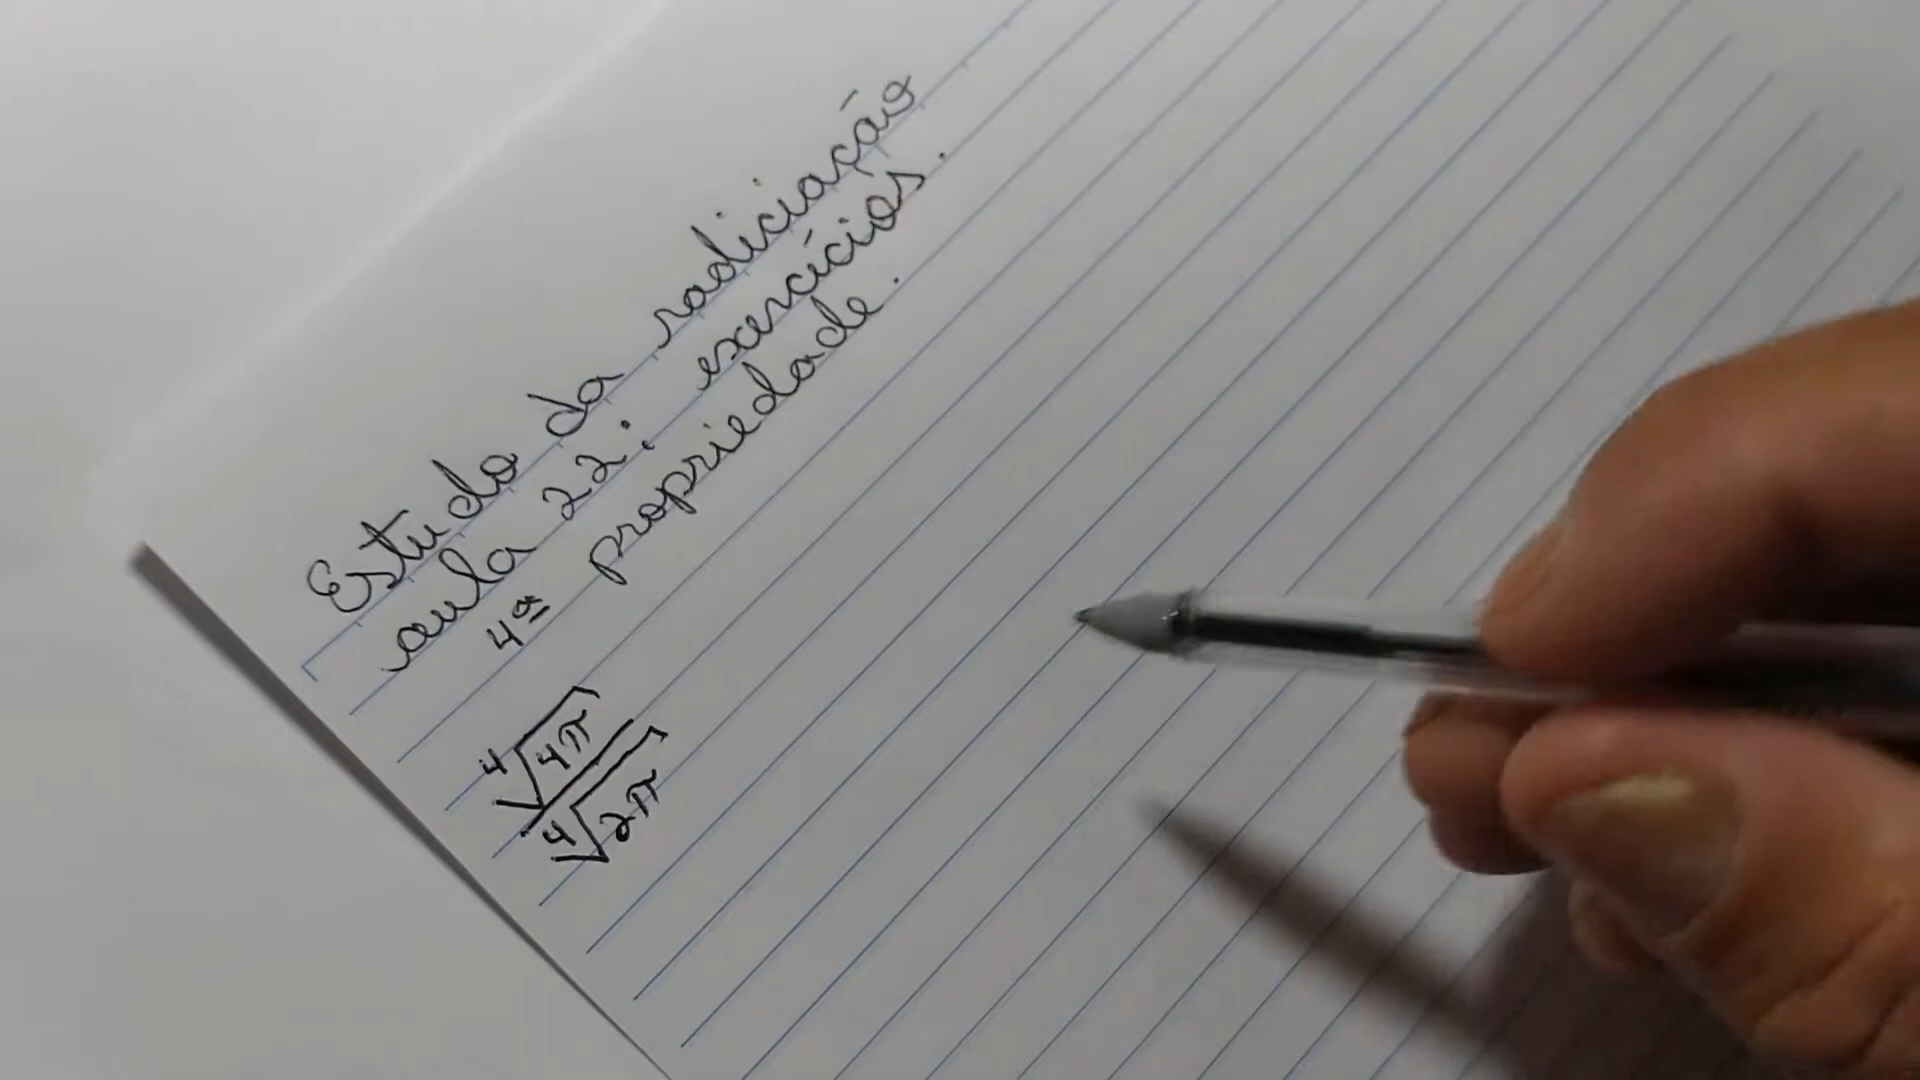 Estudo da radiciação
aula 22: exercícios.
4ª propriedade.
⁴√4π
⁴√2π